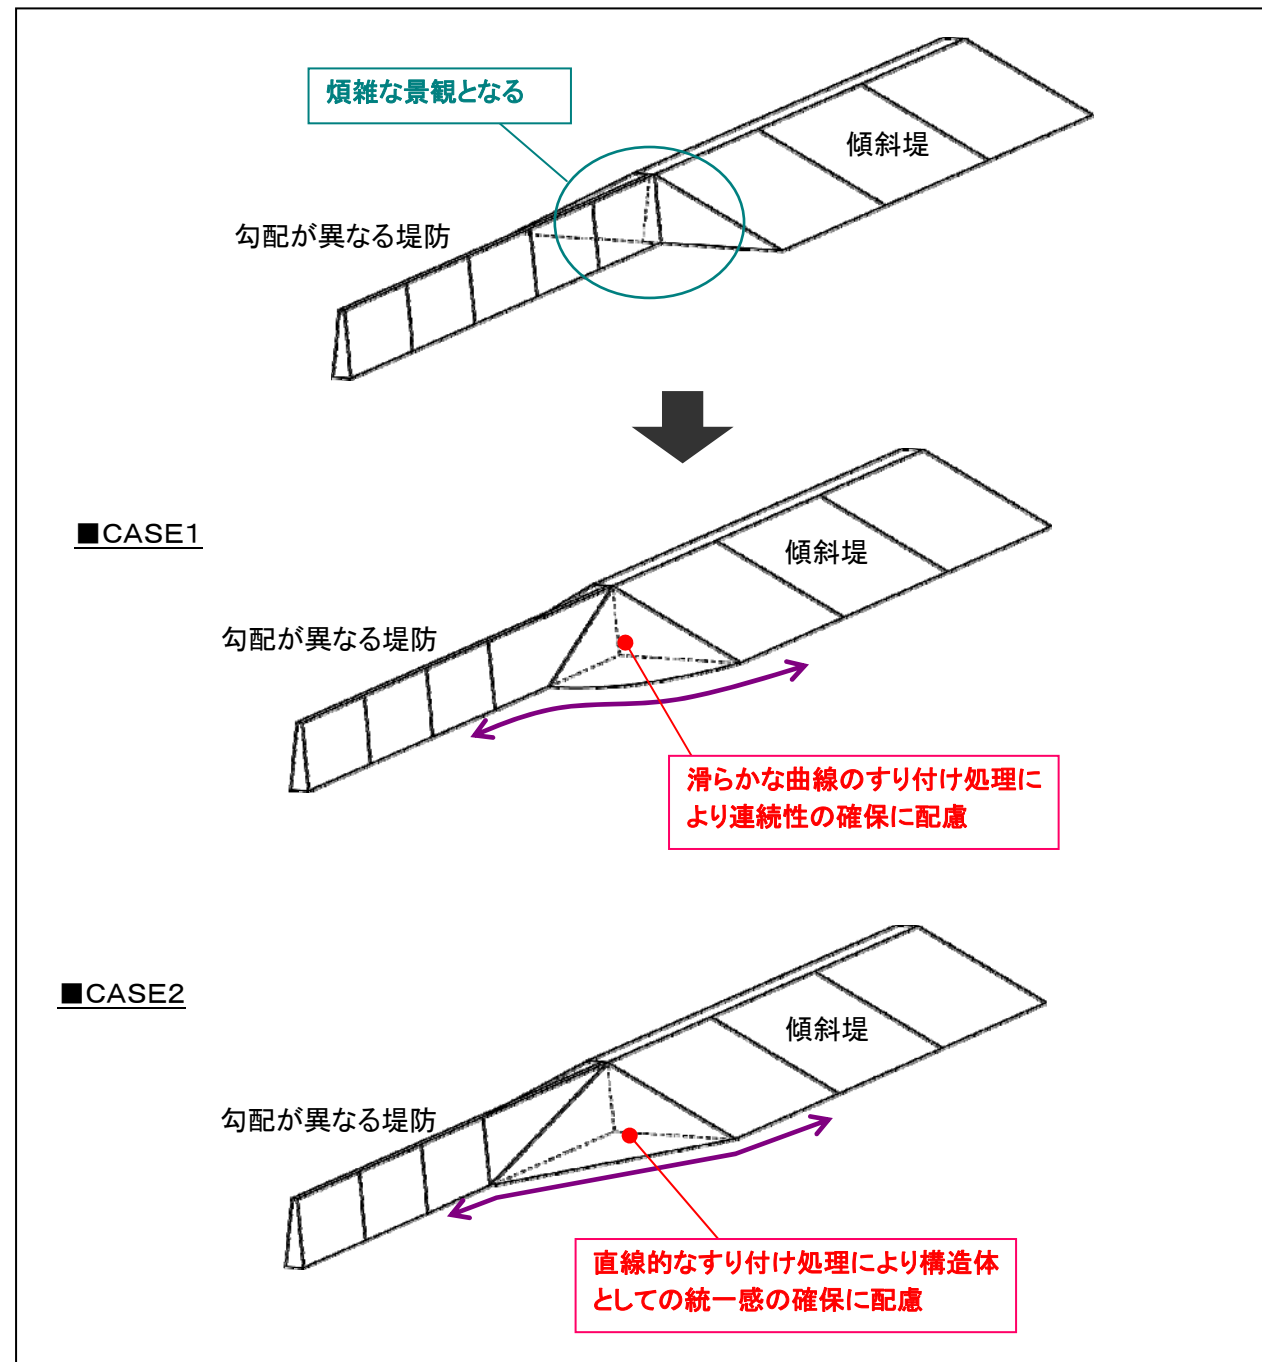 煩雑な景観となる
傾斜堤
勾配が異なる堤防
■CASE1
傾斜堤
勾配が異なる堤防
滑らかな曲線のすり付け処理に
より連続性の確保に配慮
■CASE2
傾斜堤
勾配が異なる堤防
直線的なすり付け処理により構造体
としての統一感の確保に配慮